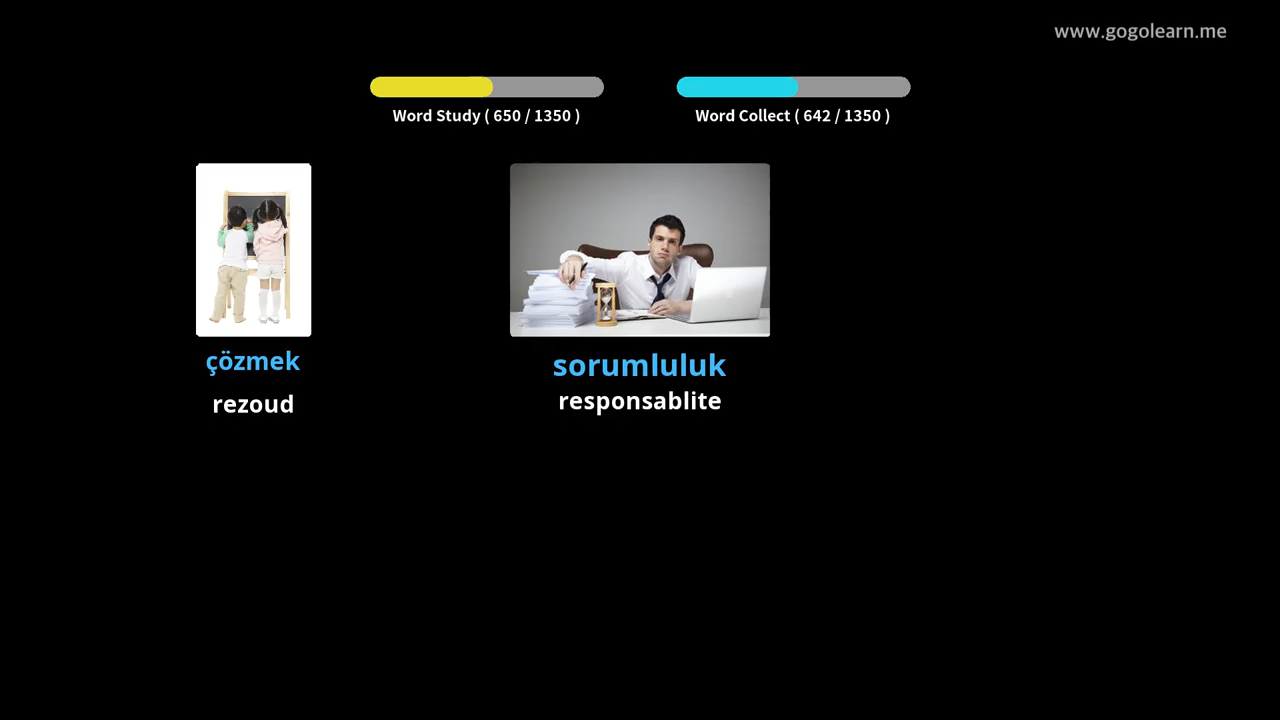 www.gogolearn.me
Word Study ( 650 / 1350 )
Word Collect ( 642 / 1350 )
çözmek
rezoud
sorumluluk
responsablite